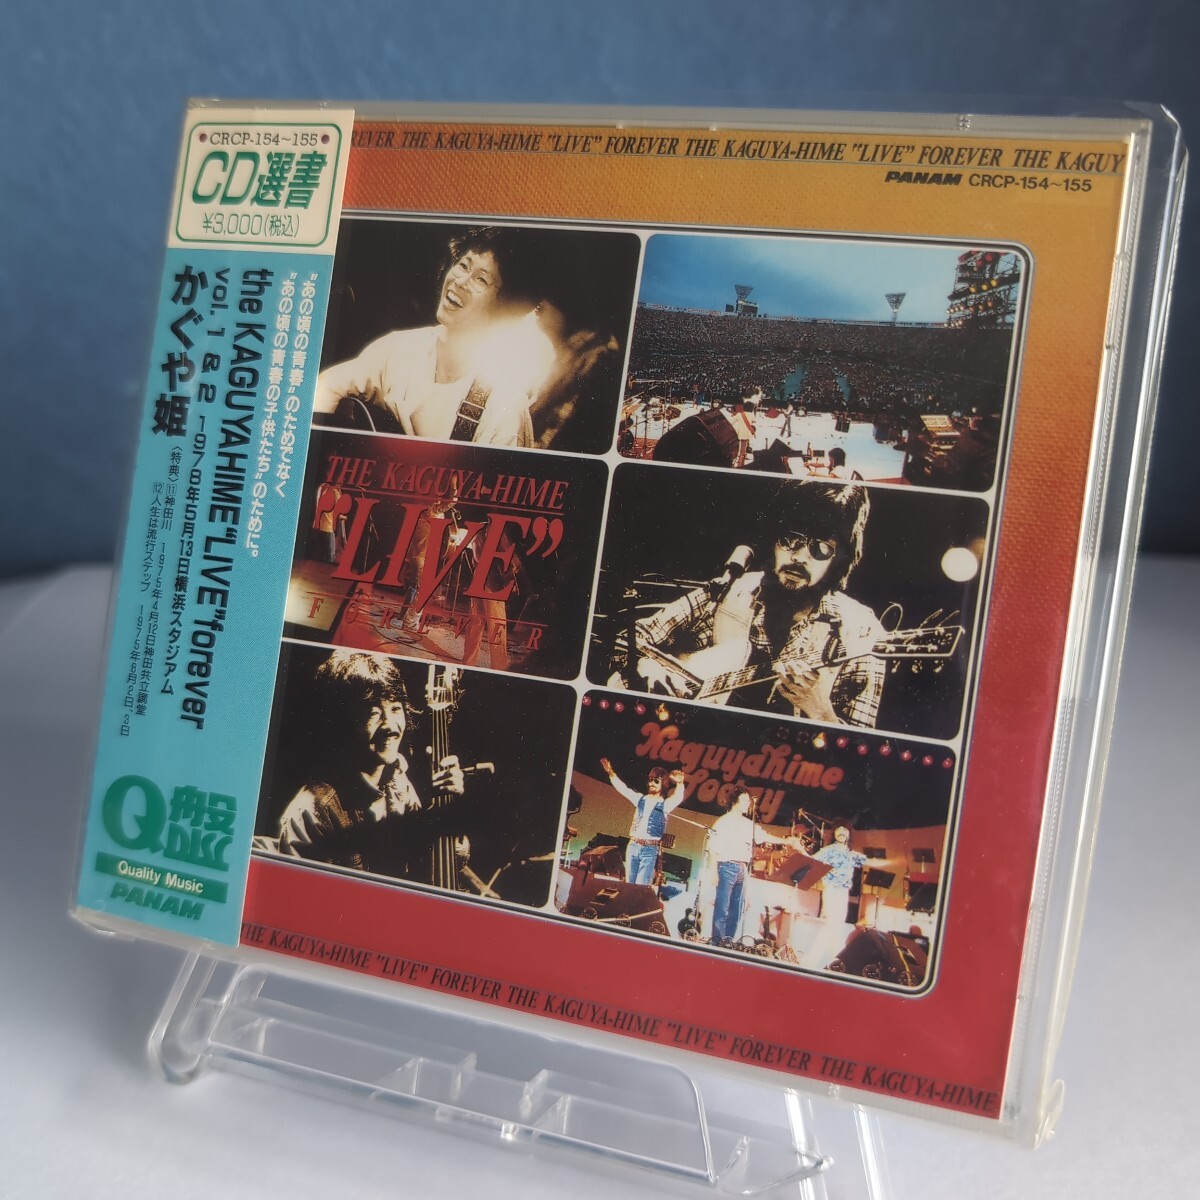 CRCP-154~155
CD選書
¥3,000(税込)
"あの頃の青春"のためでなく
"あの頃の青春の子供たち"のために。
the KAGUYAHIME "LIVE" forever
vol. 1 & 2 1978年5月13日横浜スタジアム
かぐや姫
〈特典〉⑪神田川 1975年4月12日神田共立講堂
⑫人生は流行ステップ 1975年8月2日、3日
Q盤
DISC
Quality Music
PANAM
REVER THE KAGUYA-HIME "LIVE" FOREVER THE KAGUYA-HIME "LIVE" FOREVER THE KAGUY
PANAM CRCP-154~155
THE KAGUYA-HIME
"LIVE"
FOREVER
Kaguyahime
Today
THE KAGUYA-HIME "LIVE" FOREVER THE KAGUYA-HIME "LIVE" FOREVER THE KAGUYA-HIME